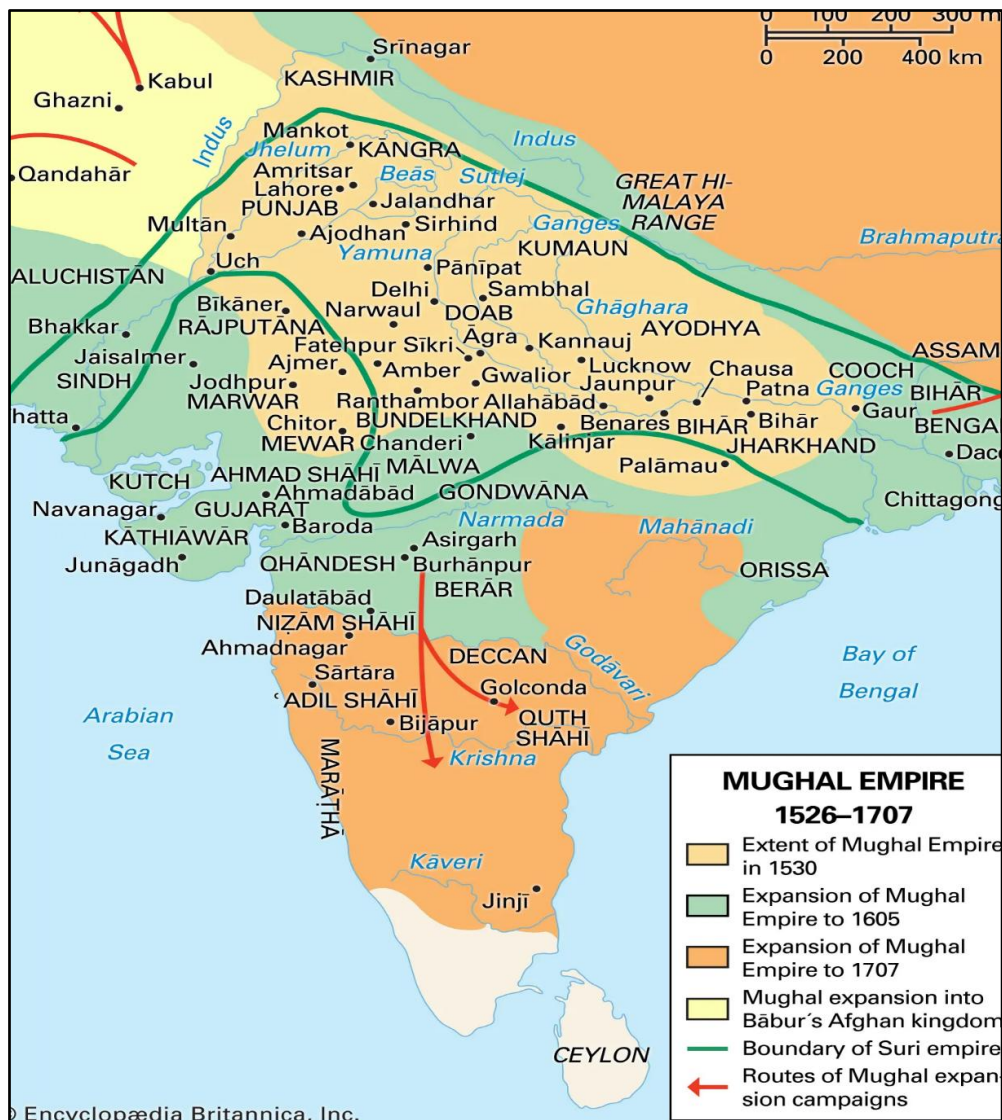 0 100 200 300 m
0 200 400 km
Srīnagar
KASHMIR
Kabul
Ghazni
Indus
Qandahār
Mankot
Jhelum
KĀNGRA
Indus
Amritsar
Beās
Sutlej
Lahore
PUNJAB
Jalandhar
GREAT HI-
MALAYA
RANGE
Multān
Ajodhan
Sirhind
Ganges
KUMAUN
Brahmaputra
Uch
Yamuna
Pānīpat
ALUCHISTĀN
Delhi
Sambhal
Bīkāner
Narwaul
DOAB
Ghāghara
Bhakkar
RĀJPUTĀNA
AYODHYA
Fatehpur Sīkri
Āgra
Kannauj
ASSAM
Jaisalmer
Ajmer
Amber
Lucknow
Chausa
COOCH
SINDH
Jodhpur
Gwalior
Jaunpur
Patna
Ganges
BIHĀR
MARWAR
Ranthambor
Allahābād
Gaur
hatta
Chitor
BUNDELKHAND
Benares
BIHĀR
Bihār
BENGA
MEWAR
Chanderi
Kālinjar
JHARKHAND
Dacc
Palāmau
AHMAD SHĀHĪ
MĀLWA
KUTCH
Ahmadābād
GONDWĀNA
Chittagong
Navanagar
GUJARĀT
Baroda
Narmada
Mahānadi
KĀTHIĀWĀR
Asirgarh
Junāgadh
QHĀNDESH
Burhānpur
ORISSA
BERĀR
Daulatābād
NIẒĀM SHĀHĪ
Ahmadnagar
DECCAN
Godāvari
Bay of
Bengal
Sārtāra
Golconda
ʿADIL SHĀHĪ
QUTH
SHĀHĪ
Arabian
Sea
Bijāpur
Krishna
MARĀṬHĀ
Kāveri
Jinjī
CEYLON
MUGHAL EMPIRE
1526–1707
Extent of Mughal Empire
in 1530
Expansion of Mughal
Empire to 1605
Expansion of Mughal
Empire to 1707
Mughal expansion into
Bābur's Afghan kingdom
Boundary of Suri empire
Routes of Mughal expan-
sion campaigns
© Encyclopædia Britannica, Inc.